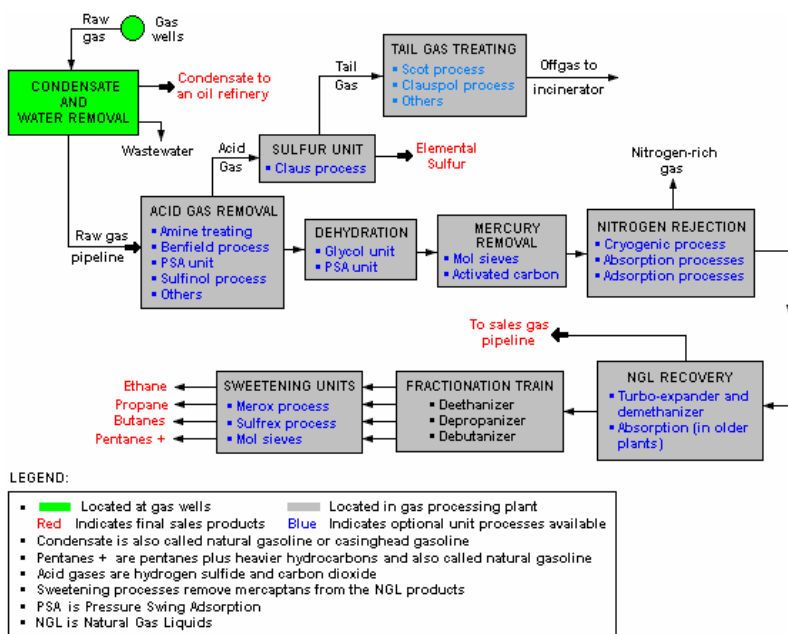 Raw
gas
Gas
wells
CONDENSATE
AND
WATER REMOVAL
Condensate to
an oil refinery
Wastewater
Tail
Gas
TAIL GAS TREATING
▪ Scot process
▪ Clauspol process
▪ Others
Offgas to
incinerator
Acid
Gas
SULFUR UNIT
▪ Claus process
Elemental
Sulfur
Nitrogen-rich
gas
Raw gas
pipeline
ACID GAS REMOVAL
▪ Amine treating
▪ Benfield process
▪ PSA unit
▪ Sulfinol process
▪ Others
DEHYDRATION
▪ Glycol unit
▪ PSA unit
MERCURY
REMOVAL
▪ Mol sieves
▪ Activated carbon
NITROGEN REJECTION
▪ Cryogenic process
▪ Absorption processes
▪ Adsorption processes
To sales gas
pipeline
NGL RECOVERY
▪ Turbo-expander and
demethanizer
▪ Absorption (in older
plants)
FRACTIONATION TRAIN
▪ Deethanizer
▪ Depropanizer
▪ Debutanizer
SWEETENING UNITS
▪ Merox process
▪ Sulfrex process
▪ Mol sieves
Ethane
Propane
Butanes
Pentanes +
LEGEND:
▪ Located at gas wells Located in gas processing plant
Red Indicates final sales products Blue Indicates optional unit processes available
▪ Condensate is also called natural gasoline or casinghead gasoline
▪ Pentanes + are pentanes plus heavier hydrocarbons and also called natural gasoline
▪ Acid gases are hydrogen sulfide and carbon dioxide
▪ Sweetening processes remove mercaptans from the NGL products
▪ PSA is Pressure Swing Adsorption
▪ NGL is Natural Gas Liquids